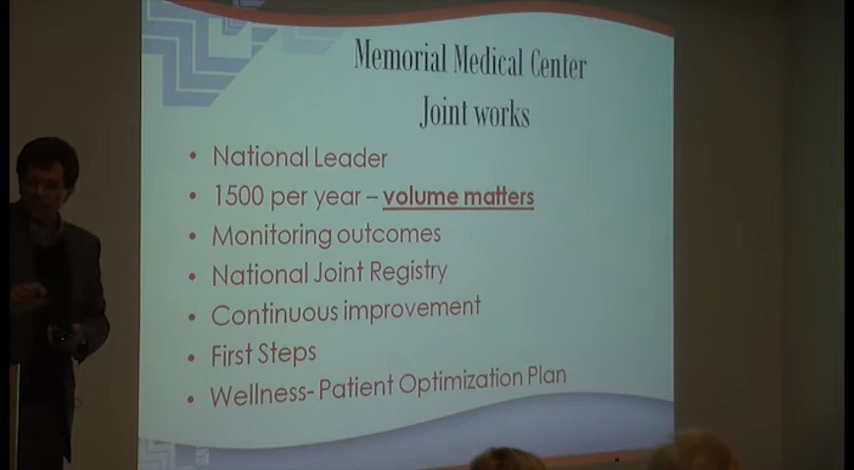 Memorial Medical Center
Joint works
• National Leader
• 1500 per year – volume matters
• Monitoring outcomes
• National Joint Registry
• Continuous improvement
• First Steps
• Wellness- Patient Optimization Plan